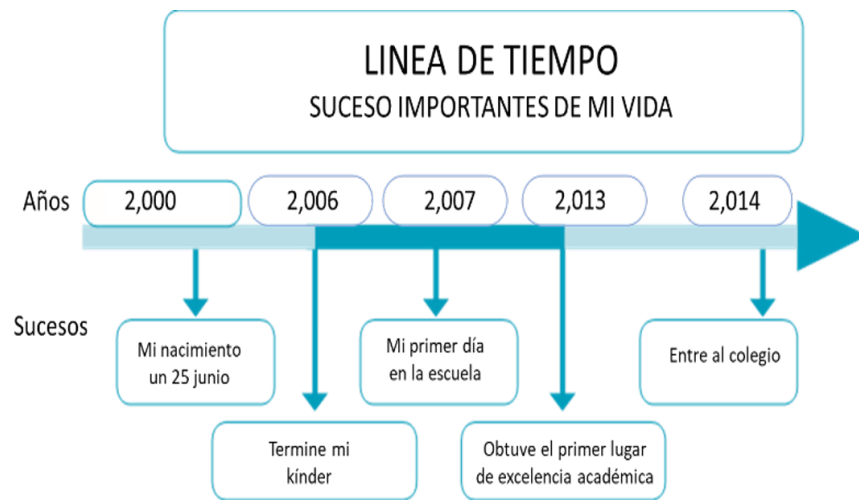 LINEA DE TIEMPO
SUCESO IMPORTANTES DE MI VIDA
Años
2,000
2,006
2,007
2,013
2,014
Sucesos
Mi nacimiento
un 25 junio
Mi primer día
en la escuela
Entre al colegio
Termine mi
kínder
Obtuve el primer lugar
de excelencia académica